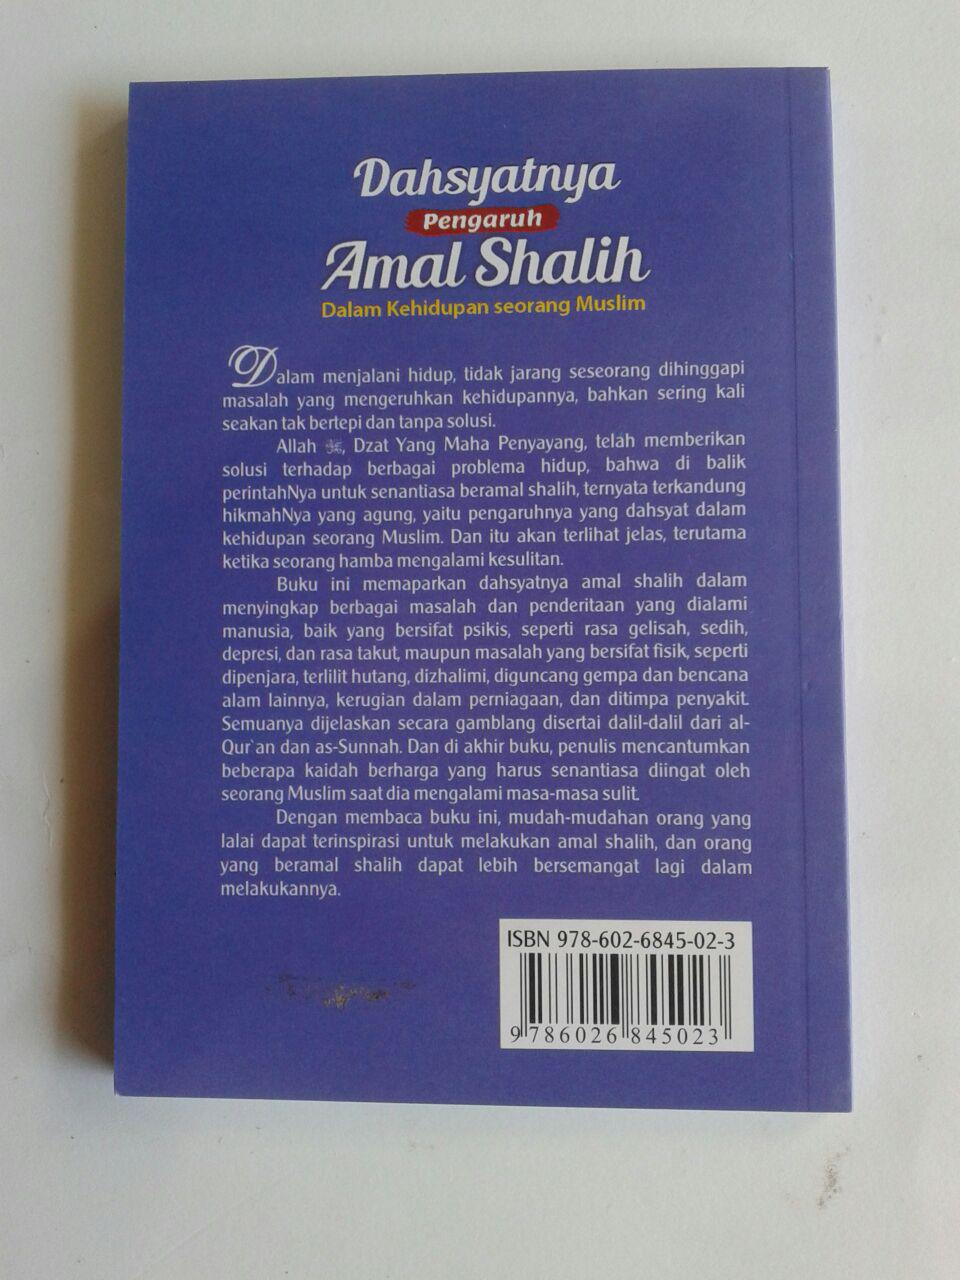 Dahsyatnya
Pengaruh
Amal Shalih
Dalam Kehidupan seorang Muslim
Dalam menjalani hidup, tidak jarang seseorang dihinggapi
masalah yang mengeruhkan kehidupannya, bahkan sering kali
seakan tak bertepi dan tanpa solusi.
Allah ﷻ, Dzat Yang Maha Penyayang, telah memberikan
solusi terhadap berbagai problema hidup, bahwa di balik
perintahNya untuk senantiasa beramal shalih, ternyata terkandung
hikmahNya yang agung, yaitu pengaruhnya yang dahsyat dalam
kehidupan seorang Muslim. Dan itu akan terlihat jelas, terutama
ketika seorang hamba mengalami kesulitan.
Buku ini memaparkan dahsyatnya amal shalih dalam
menyingkap berbagai masalah dan penderitaan yang dialami
manusia, baik yang bersifat psikis, seperti rasa gelisah, sedih,
depresi, dan rasa takut, maupun masalah yang bersifat fisik, seperti
dipenjara, terlilit hutang, dizhalimi, diguncang gempa dan bencana
alam lainnya, kerugian dalam perniagaan, dan ditimpa penyakit.
Semuanya dijelaskan secara gamblang disertai dalil-dalil dari al-
Qur`an dan as-Sunnah. Dan di akhir buku, penulis mencantumkan
beberapa kaidah berharga yang harus senantiasa diingat oleh
seorang Muslim saat dia mengalami masa-masa sulit.
Dengan membaca buku ini, mudah-mudahan orang yang
lalai dapat terinspirasi untuk melakukan amal shalih, dan orang
yang beramal shalih dapat lebih bersemangat lagi dalam
melakukannya.
ISBN 978-602-6845-02-3
9 786026 845023